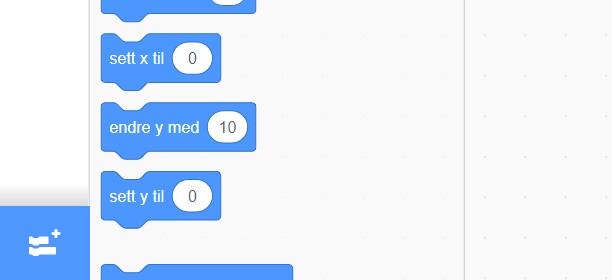 sett x til 0
endre y med 10
sett y til 0